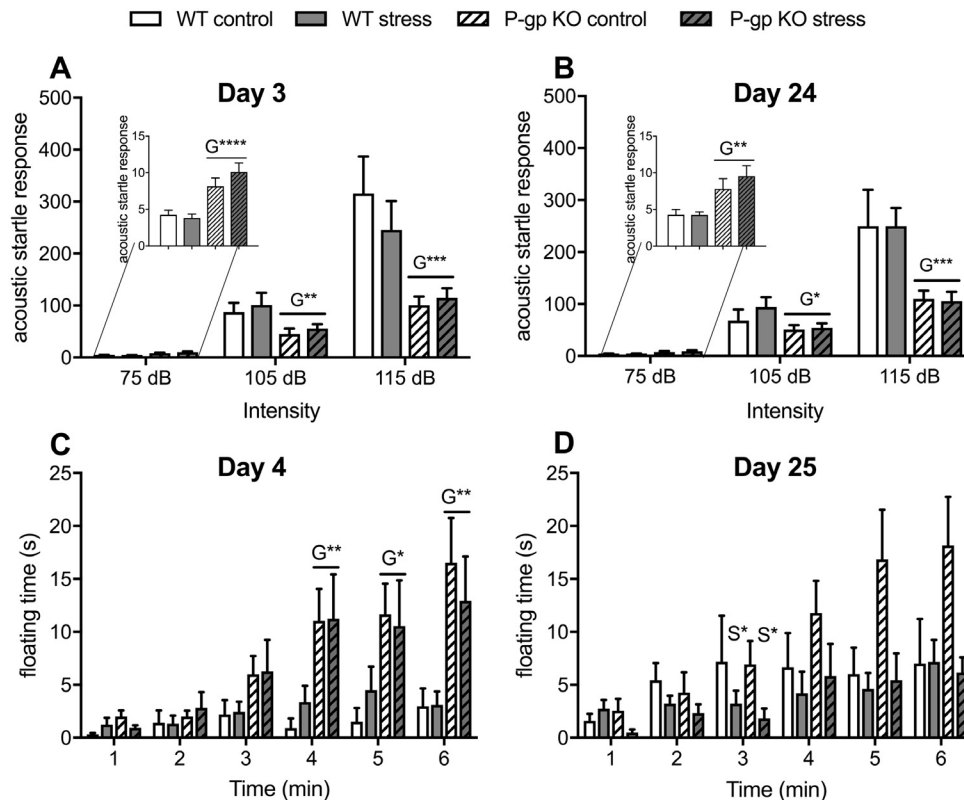 WT control WT stress P-gp KO control P-gp KO stress
A
Day 3
acoustic startle response
500
400
300
200
100
0
acoustic startle response
15
10
5
0
G****
G**
G***
75 dB 105 dB 115 dB
Intensity
B
Day 24
acoustic startle response
500
400
300
200
100
0
acoustic startle response
15
10
5
0
G**
G*
G***
75 dB 105 dB 115 dB
Intensity
C
Day 4
floating time (s)
25
20
15
10
5
0
G**
G*
G**
1 2 3 4 5 6
Time (min)
D
Day 25
floating time (s)
25
20
15
10
5
0
S* S*
1 2 3 4 5 6
Time (min)